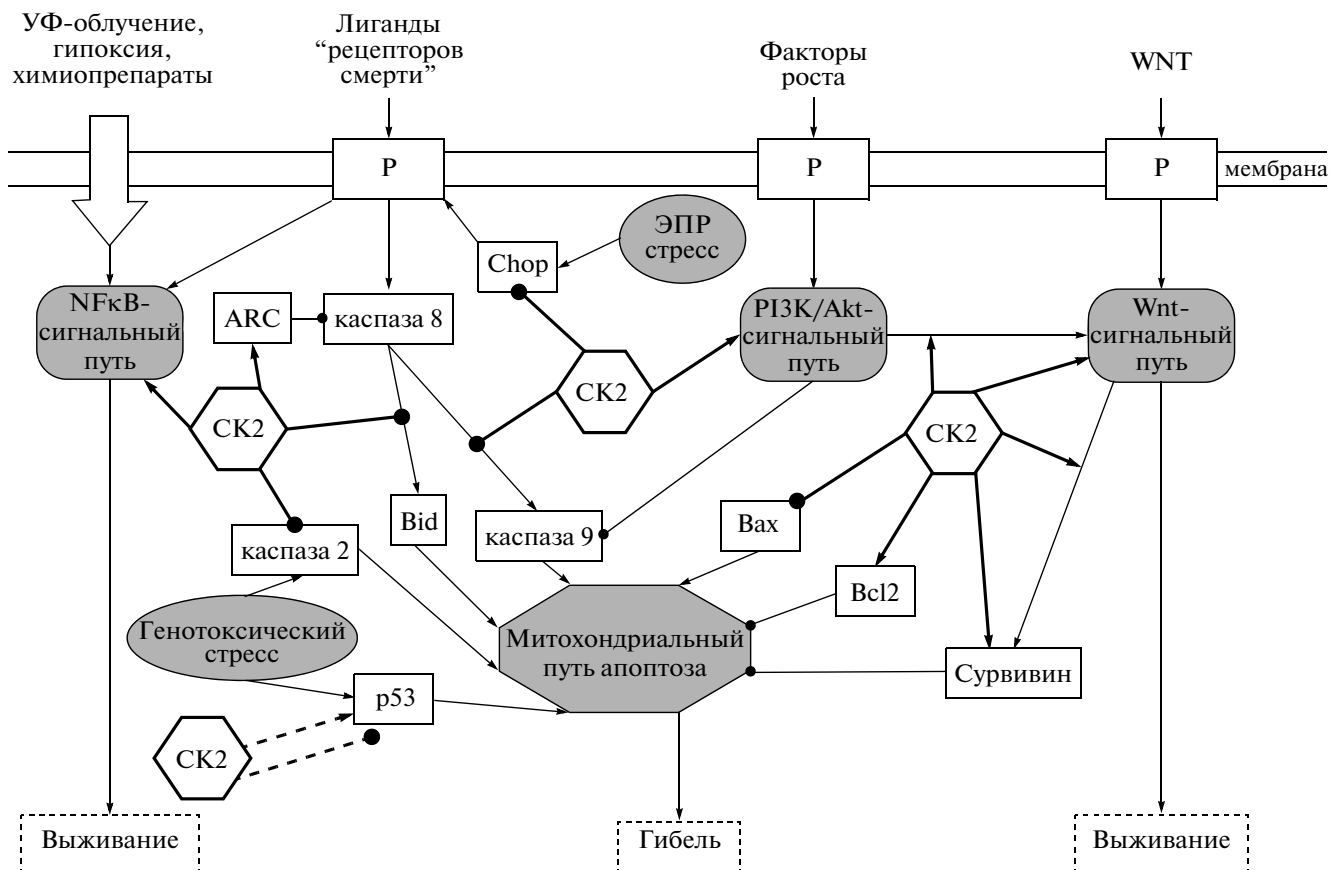 УФ-облучение,
гипоксия,
химиопрепараты
Лиганды
“рецепторов
смерти”
Факторы
роста
WNT
Р
Р
Р
мембрана
ЭПР
стресс
Chop
NFκB-
сигнальный
путь
ARC
каспаза 8
PI3K/Akt-
сигнальный
путь
Wnt-
сигнальный
путь
CK2
CK2
CK2
Bid
каспаза 9
Bax
каспаза 2
Bcl2
Генотоксический
стресс
Митохондриальный
путь апоптоза
Сурвивин
p53
CK2
Выживание
Гибель
Выживание